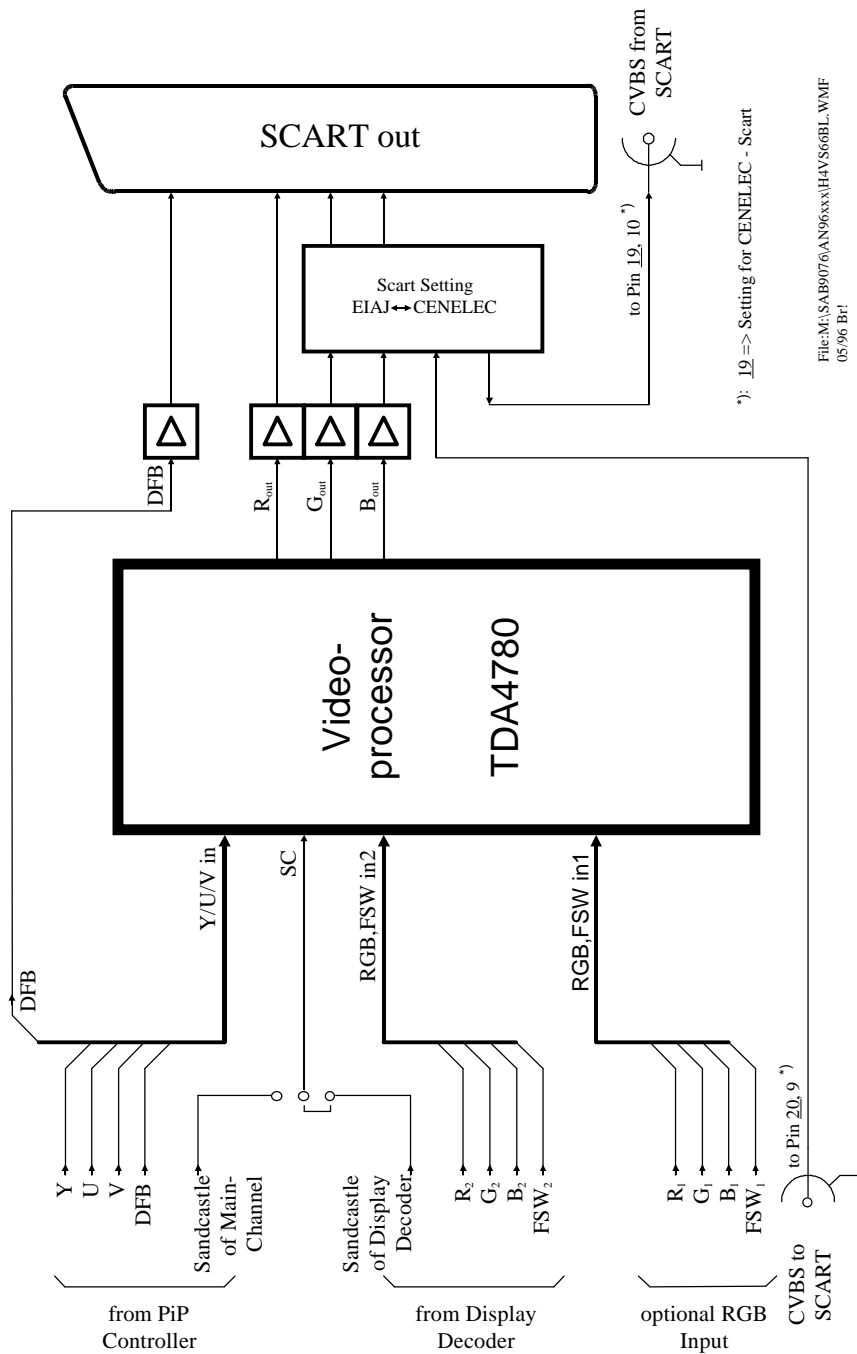 from PiP
Controller
Y
U
V
DFB
DFB
Y/U/V in
Sandcastle
of Main-
Channel
SC
Sandcastle
of Display
Decoder
from Display
Decoder
R2
G2
B2
FSW2
RGB,FSW in2
optional RGB
Input
R1
G1
B1
FSW1
RGB,FSW in1
CVBS to
SCART
to Pin 20, 9 *)
Video-
processor
TDA4780
DFB
Rout
Gout
Bout
Scart Setting
EIAJ↔CENELEC
SCART out
to Pin 19, 10 *)
CVBS from
SCART
*): 19 => Setting for CENELEC - Scart
File:M:\SAB9076\AN96xxx\H4VS66BL.WMF
05/96 Br!